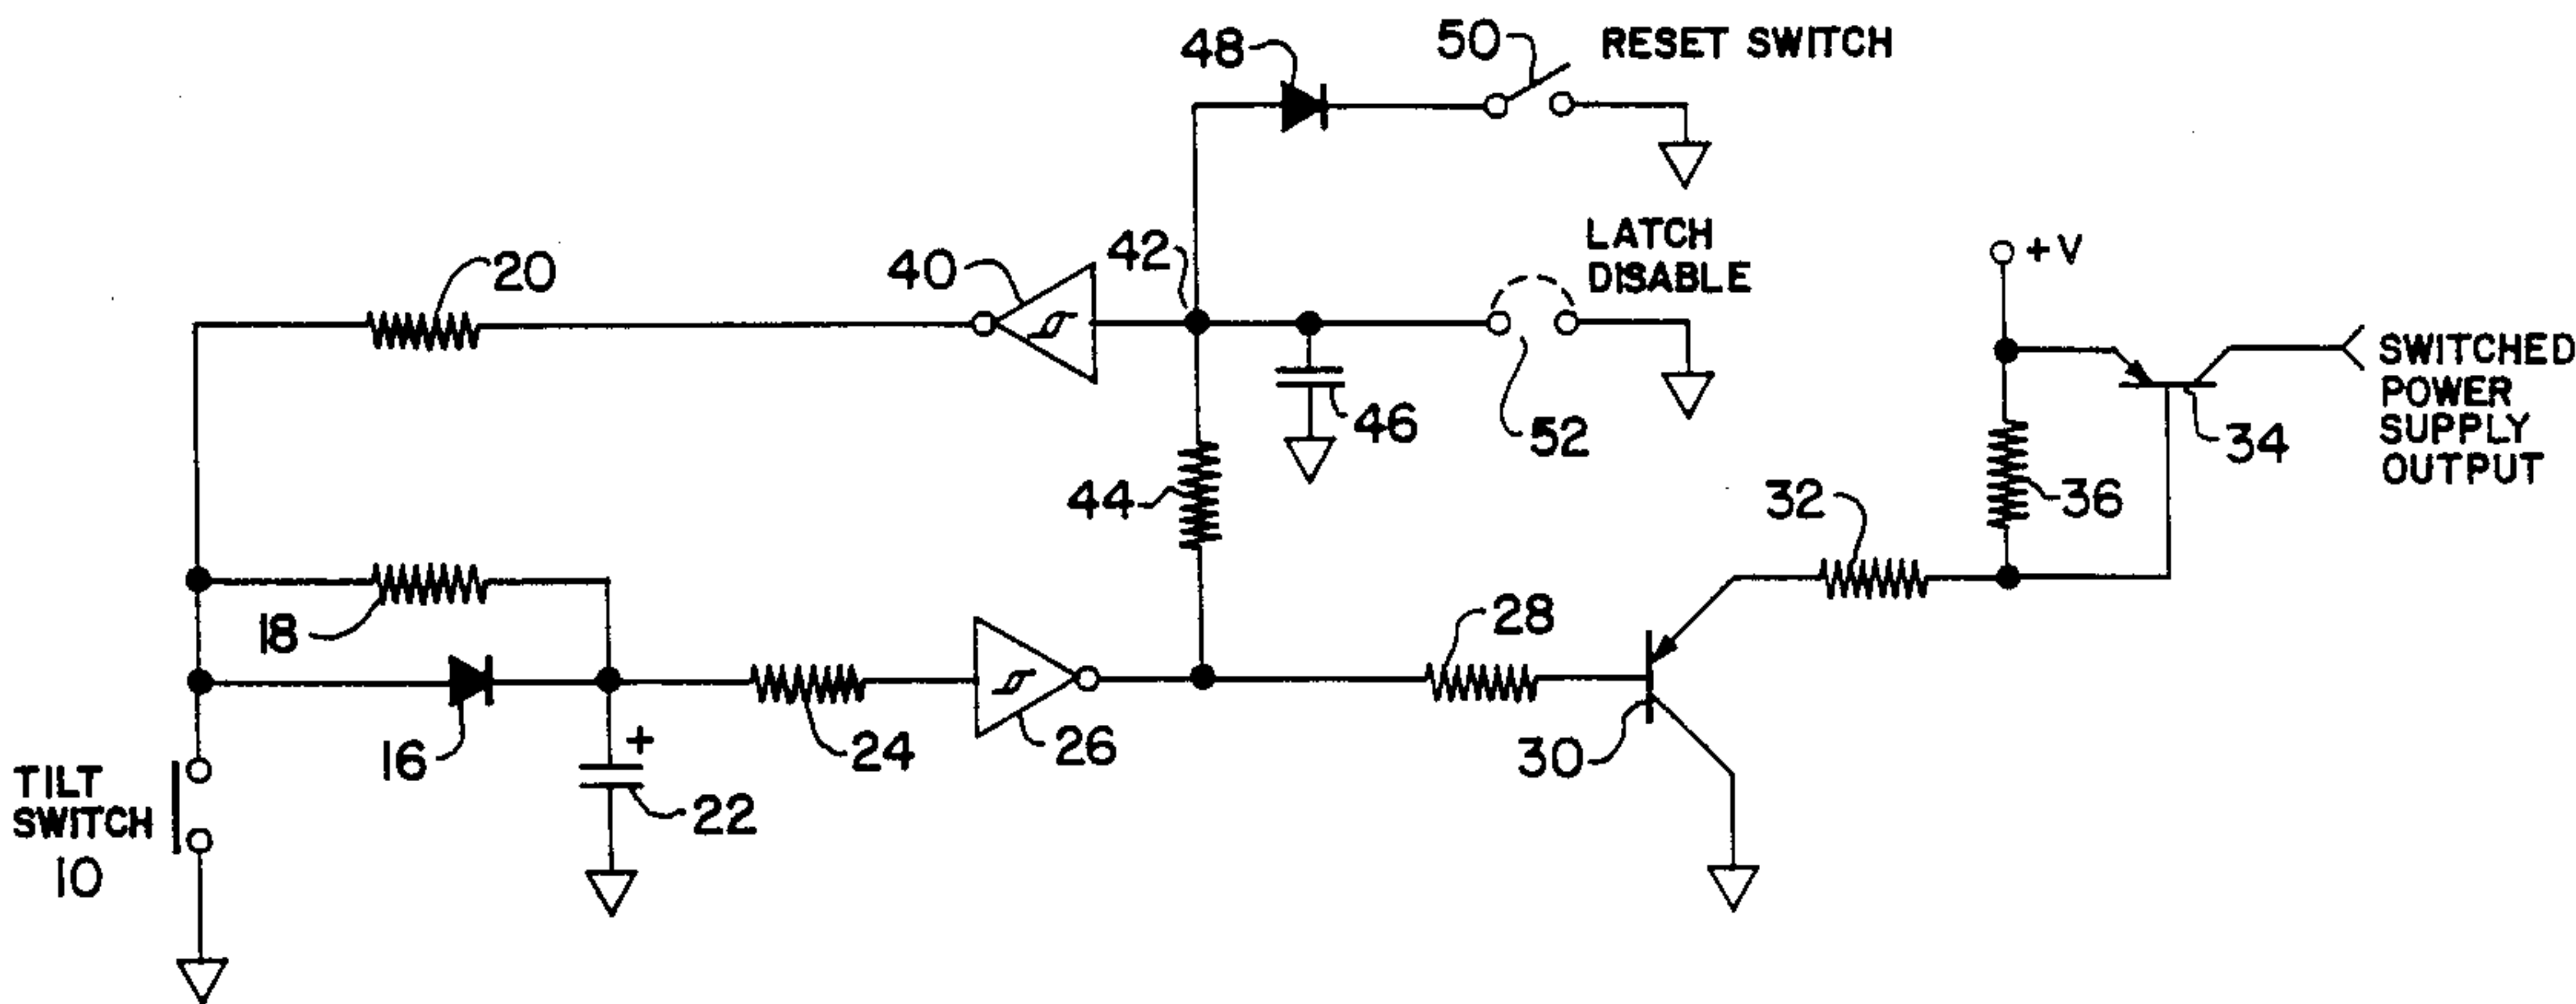 48
50
RESET SWITCH
20
40
42
LATCH
DISABLE
+V
46
52
SWITCHED
POWER
SUPPLY
OUTPUT
34
44
32
36
18
28
16
+
24
26
30
22
TILT
SWITCH
10